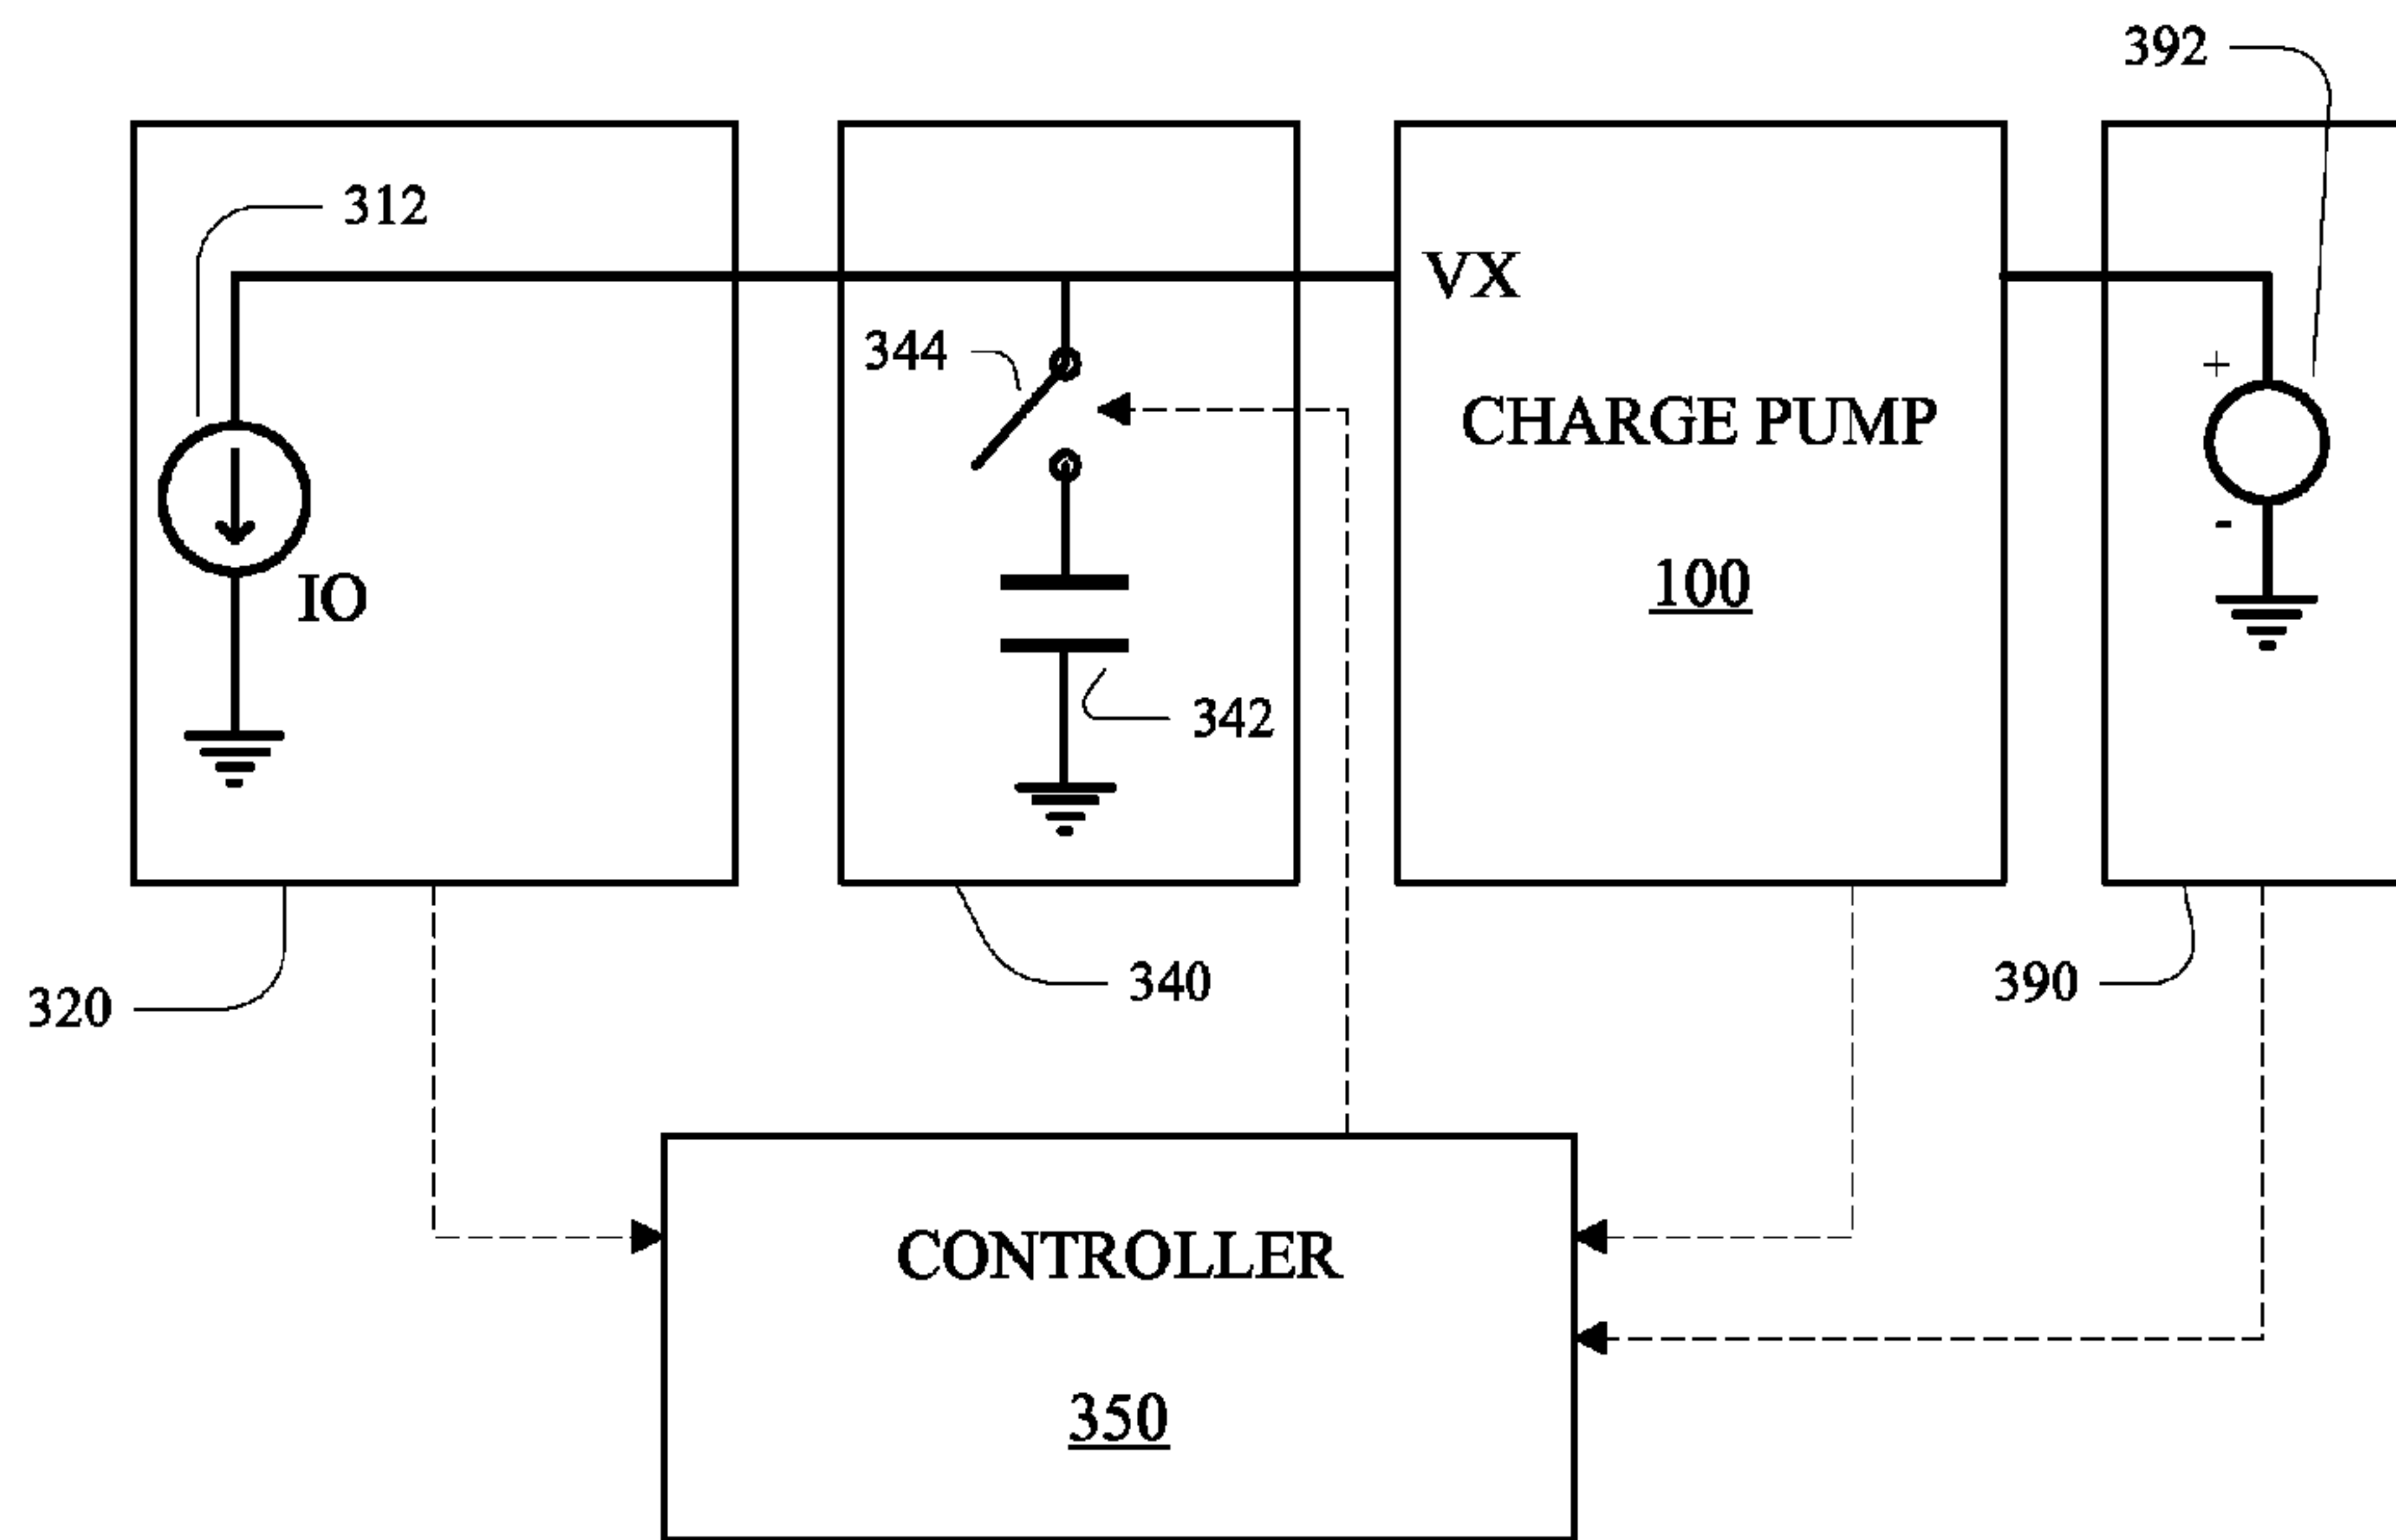 392
312
VX
344
+
CHARGE PUMP
-
100
IO
342
340
390
320
CONTROLLER
350